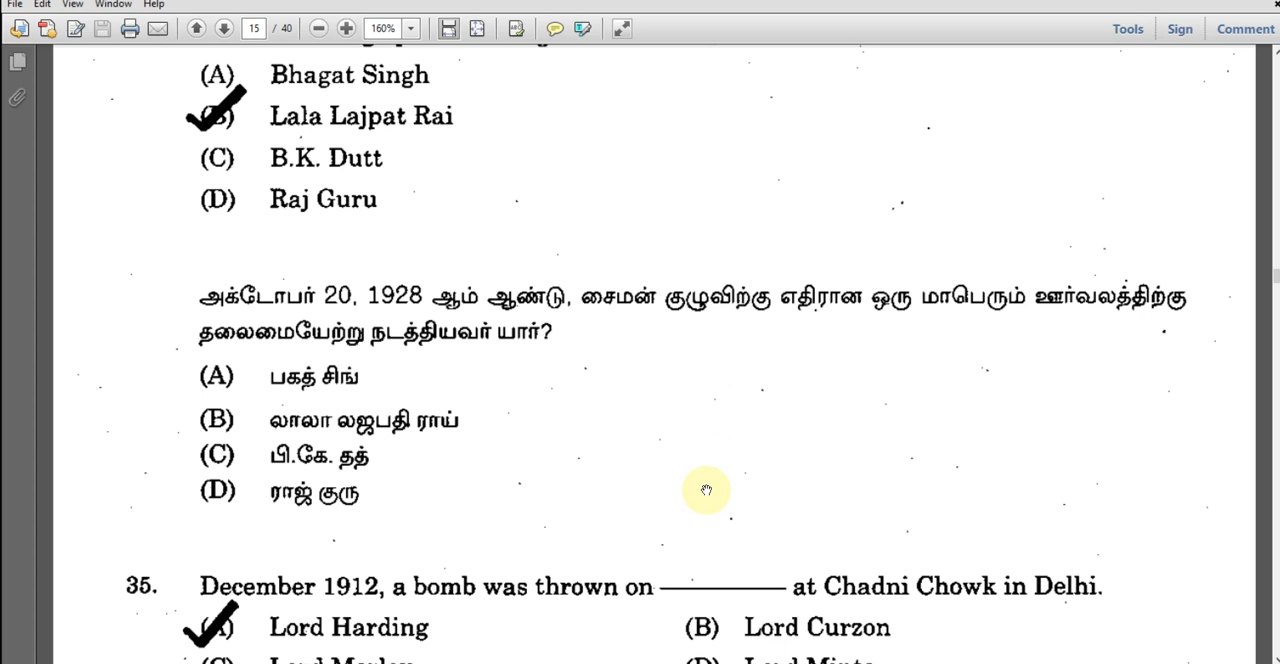 File Edit View Window Help
15 / 40 160% Tools Sign Comment
(A) Bhagat Singh
(B) Lala Lajpat Rai
(C) B.K. Dutt
(D) Raj Guru
அக்டோபர் 20, 1928 ஆம் ஆண்டு, சைமன் குழுவிற்கு எதிரான ஒரு மாபெரும் ஊர்வலத்திற்கு
தலைமையேற்று நடத்தியவர் யார்?
(A) பகத் சிங்
(B) லாலா லஜபதி ராய்
(C) பி.கே. தத்
(D) ராஜ் குரு
35. December 1912, a bomb was thrown on ———— at Chadni Chowk in Delhi.
(A) Lord Harding (B) Lord Curzon